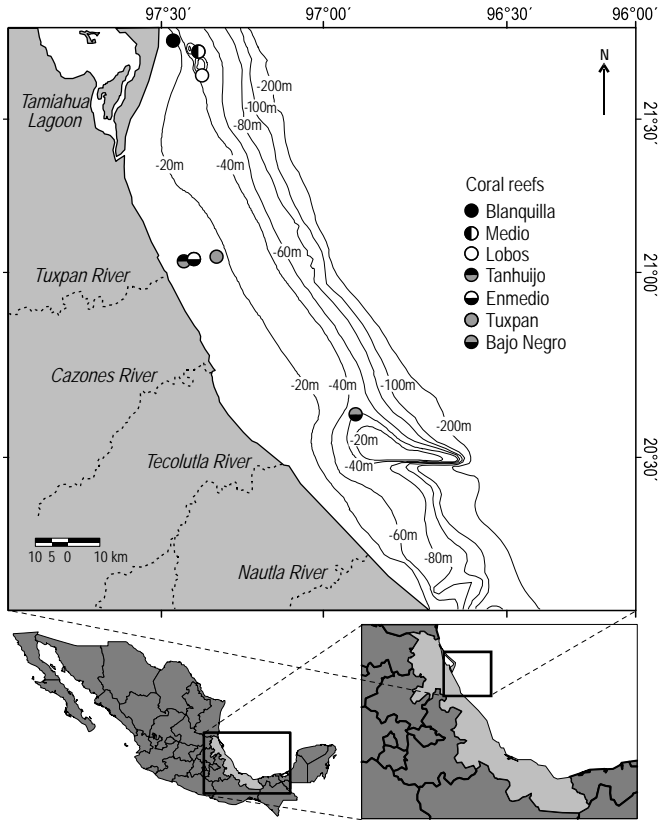 97°30' 97°00' 96°30' 96°00'
N
-200m
-100m
-80m
Tamiahua
Lagoon
21°30'
-20m
-40m
Coral reefs
Blanquilla
Medio
Lobos
Tanhuijo
Enmedio
Tuxpan
Bajo Negro
-60m
Tuxpan River
21°00'
Cazones River
-20m
-40m
-100m
-200m
-20m
-40m
Tecolutla River
20°30'
-60m
-80m
10 5 0 10 km
Nautla River